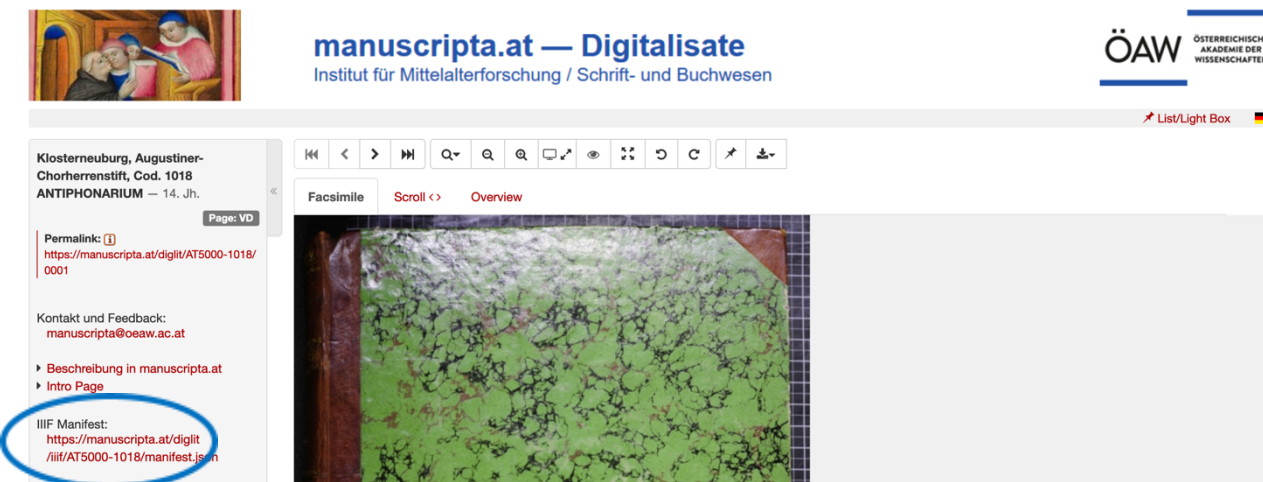 manuscripta.at — Digitalisate
Institut für Mittelalterforschung / Schrift- und Buchwesen
ÖAW
ÖSTERREICHISCH
AKADEMIE DER
WISSENSCHAFTEN
List/Light Box
Klosterneuburg, Augustiner-
Chorherrenstift, Cod. 1018
ANTIPHONARIUM — 14. Jh.
Page: VD
Permalink:
https://manuscripta.at/diglit/AT5000-1018/
0001
Kontakt und Feedback:
manuscripta@oeaw.ac.at
Beschreibung in manuscripta.at
Intro Page
IIIF Manifest:
https://manuscripta.at/diglit
/iiif/AT5000-1018/manifest.json
Facsimile
Scroll <>
Overview